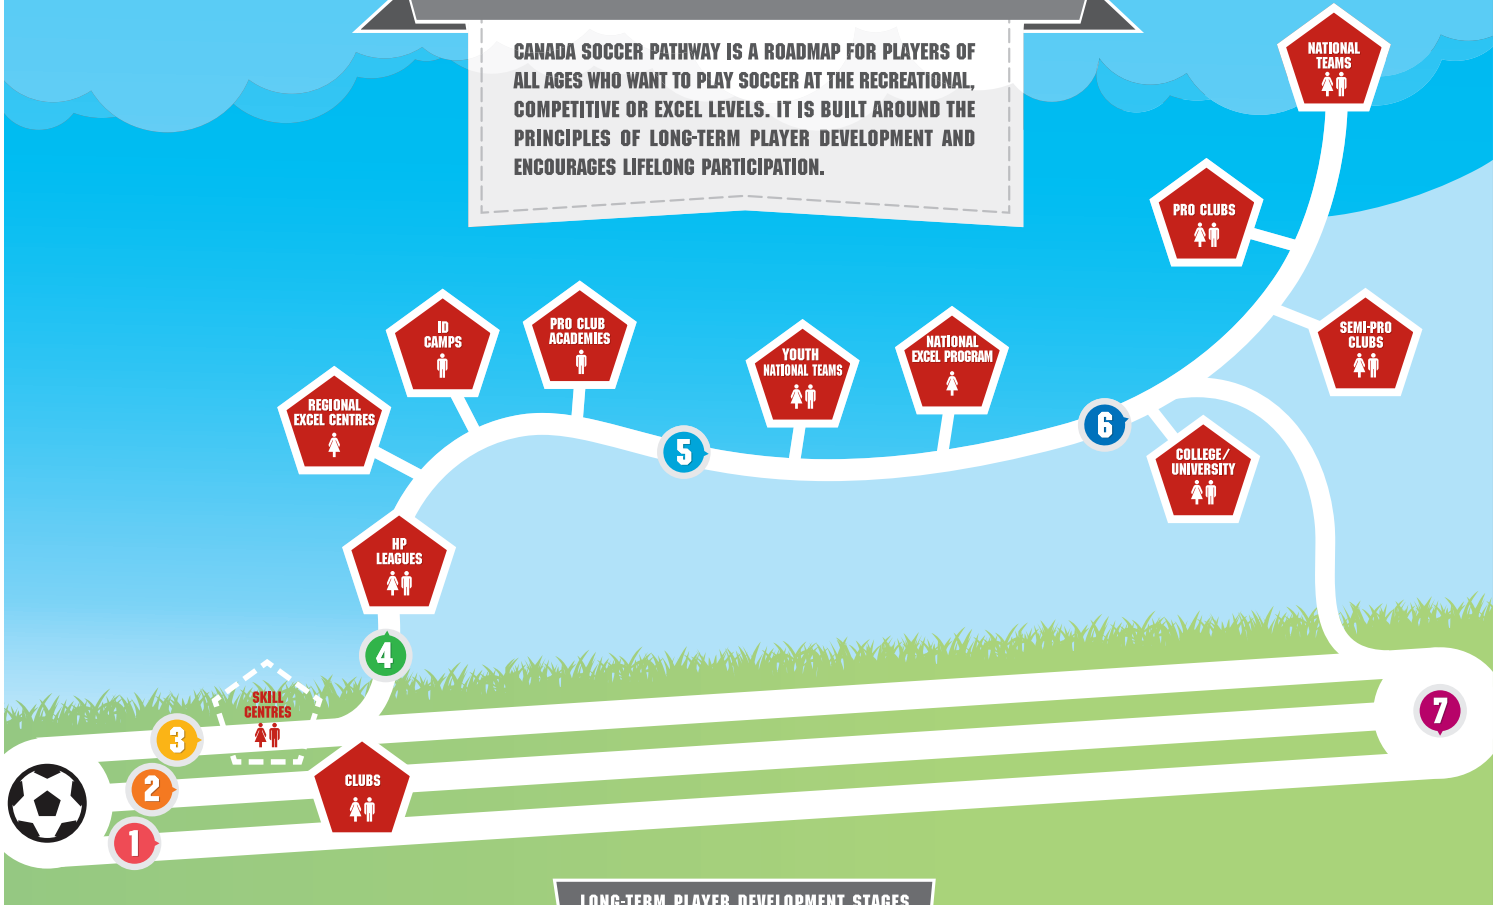 CANADA SOCCER PATHWAY IS A ROADMAP FOR PLAYERS OF
ALL AGES WHO WANT TO PLAY SOCCER AT THE RECREATIONAL,
COMPETITIVE OR EXCEL LEVELS. IT IS BUILT AROUND THE
PRINCIPLES OF LONG-TERM PLAYER DEVELOPMENT AND
ENCOURAGES LIFELONG PARTICIPATION.
NATIONAL
TEAMS
PRO CLUBS
SEMI-PRO
CLUBS
ID
CAMPS
PRO CLUB
ACADEMIES
YOUTH
NATIONAL TEAMS
NATIONAL
EXCEL PROGRAM
REGIONAL
EXCEL CENTRES
5
6
COLLEGE/
UNIVERSITY
HP
LEAGUES
4
SKILL
CENTRES
3
7
2
CLUBS
1
LONG-TERM PLAYER DEVELOPMENT STAGES